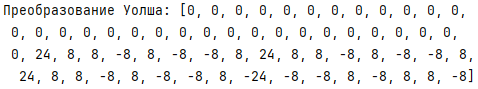 Преобразование Уолша: [0, 0, 0, 0, 0, 0, 0, 0, 0, 0, 0, 0,
0, 0, 0, 0, 0, 0, 0, 0, 0, 0, 0, 0, 0, 0, 0, 0, 0, 0, 0,
0, 24, 8, 8, -8, 8, -8, -8, 8, 24, 8, 8, -8, 8, -8, -8, 8,
24, 8, 8, -8, 8, -8, -8, 8, -24, -8, -8, 8, -8, 8, 8, -8]